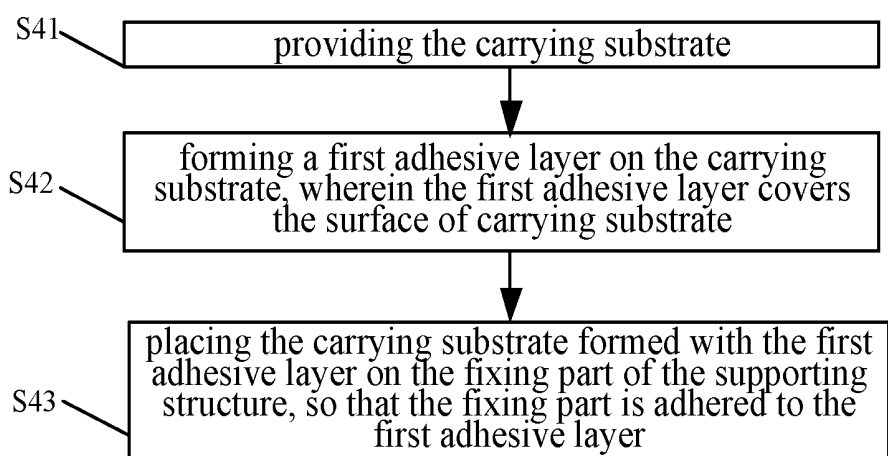 S41
providing the carrying substrate
S42
forming a first adhesive layer on the carrying
substrate, wherein the first adhesive layer covers
the surface of carrying substrate
S43
placing the carrying substrate formed with the first
adhesive layer on the fixing part of the supporting
structure, so that the fixing part is adhered to the
first adhesive layer